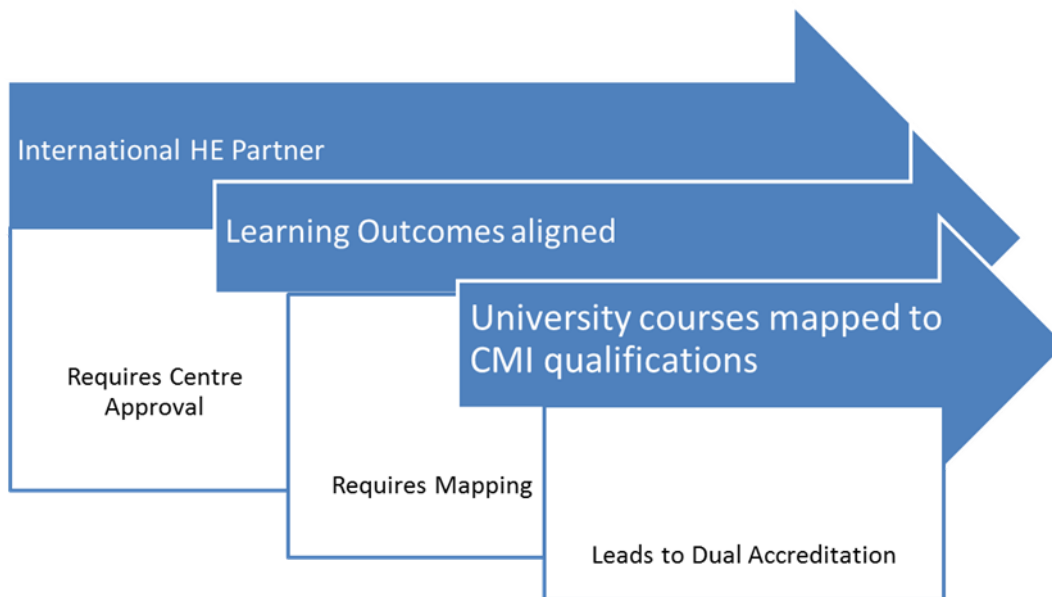 International HE Partner
Learning Outcomes aligned
University courses mapped to
CMI qualifications
Requires Centre
Approval
Requires Mapping
Leads to Dual Accreditation